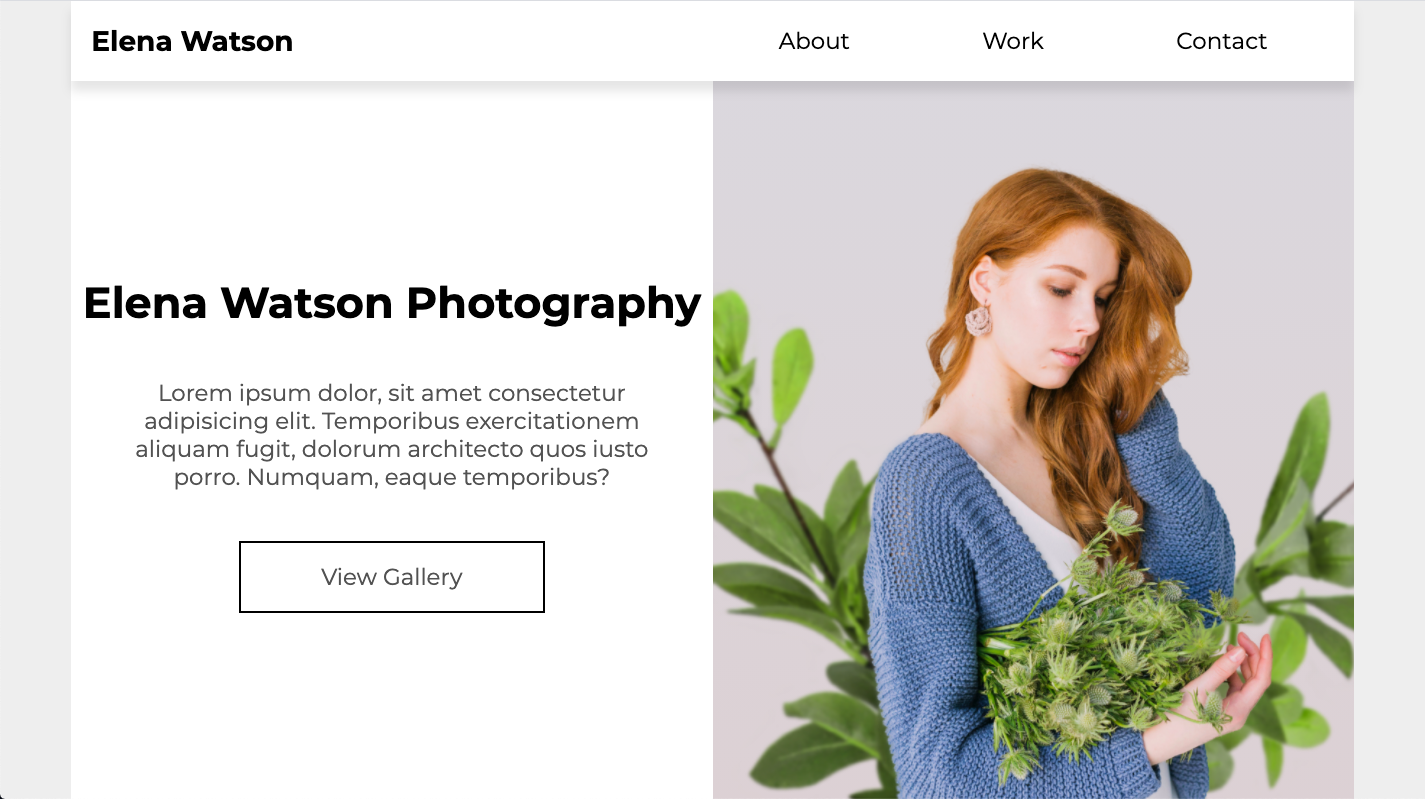 Elena Watson
About
Work
Contact
Elena Watson Photography
Lorem ipsum dolor, sit amet consectetur
adipisicing elit. Temporibus exercitationem
aliquam fugit, dolorum architecto quos iusto
porro. Numquam, eaque temporibus?
View Gallery